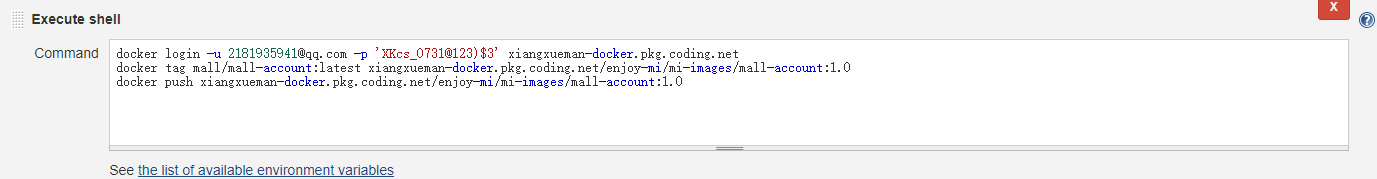 Execute shell
X
Command
docker login -u 2181935941@qq.com -p 'XKcs_0731@123)$3' xiangxueman-docker.pkg.coding.net
docker tag mall/mall-account:latest xiangxueman-docker.pkg.coding.net/enjoy-mi/mi-images/mall-account:1.0
docker push xiangxueman-docker.pkg.coding.net/enjoy-mi/mi-images/mall-account:1.0
See the list of available environment variables